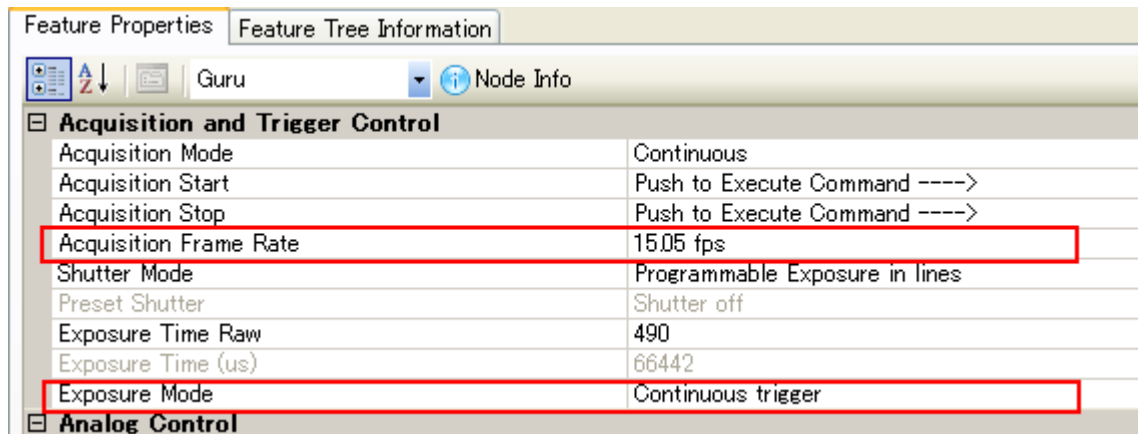 Feature Properties Feature Tree Information
A Z Guru Node Info
Acquisition and Trigger Control
Acquisition Mode Continuous
Acquisition Start Push to Execute Command ---->
Acquisition Stop Push to Execute Command ---->
Acquisition Frame Rate 15.05 fps
Shutter Mode Programmable Exposure in lines
Preset Shutter Shutter off
Exposure Time Raw 490
Exposure Time (us) 66442
Exposure Mode Continuous trigger
Analog Control